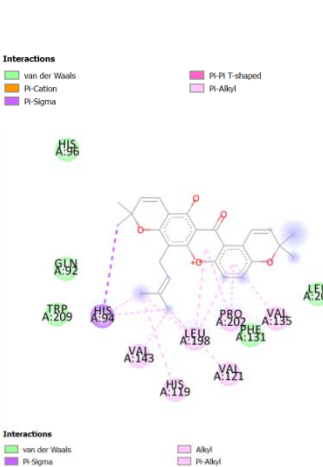 Interactions
van der Waals
Pi-Cation
Pi-Sigma
Pi-Pi T-shaped
Pi-Alkyl
HIS
A:96
O
O
GLN
A:92
O
O+
O
TRP
A:209
HIS
A:94
LEU
A:198
PRO
A:202
VAL
A:135
PHE
A:131
VAL
A:143
VAL
A:121
HIS
A:119
Interactions
van der Waals
Pi-Sigma
Alkyl
Pi-Alkyl